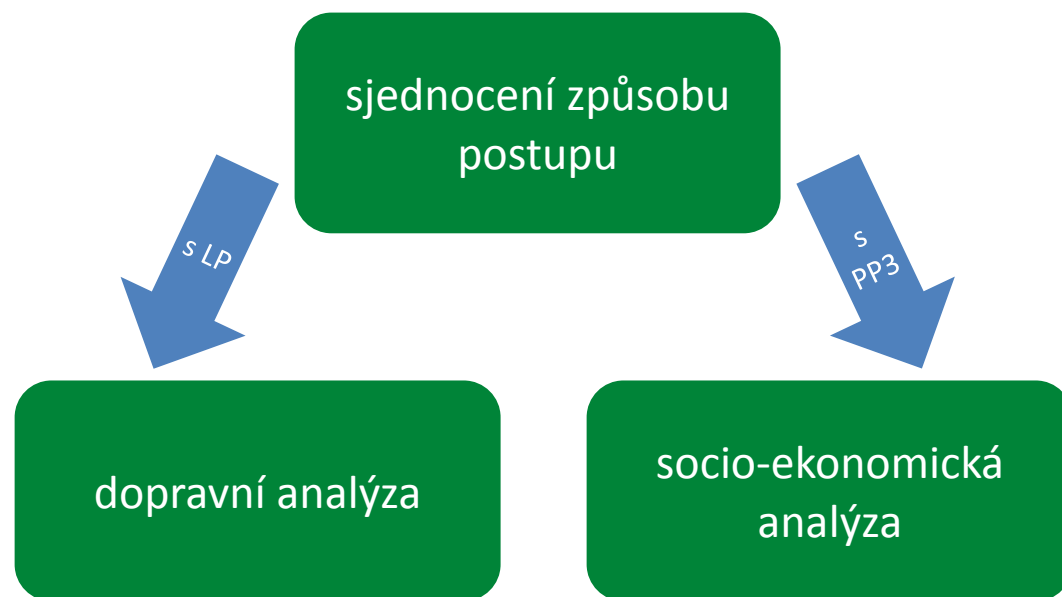 sjednocení způsobu
postupu
s LP
s
PP3
dopravní analýza
socio-ekonomická
analýza